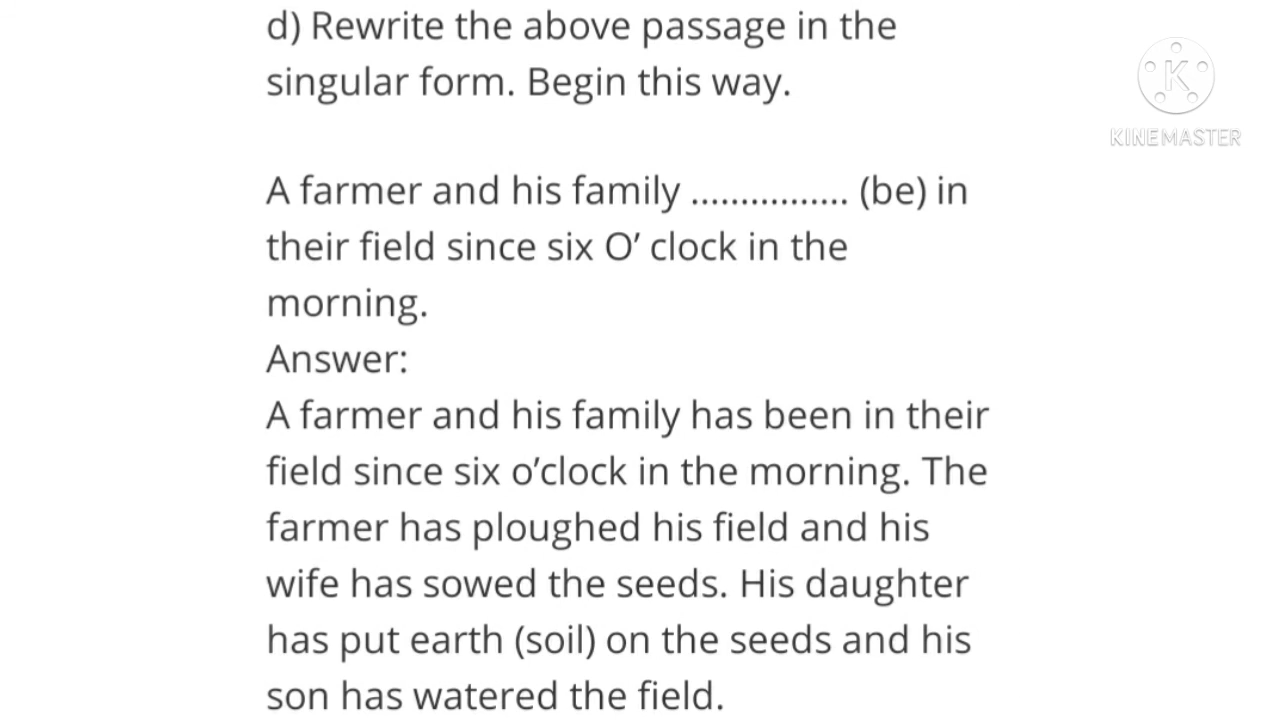 d) Rewrite the above passage in the
singular form. Begin this way.
K
KINEMASTER
A farmer and his family ................ (be) in
their field since six O’ clock in the
morning.
Answer:
A farmer and his family has been in their
field since six o’clock in the morning. The
farmer has ploughed his field and his
wife has sowed the seeds. His daughter
has put earth (soil) on the seeds and his
son has watered the field.